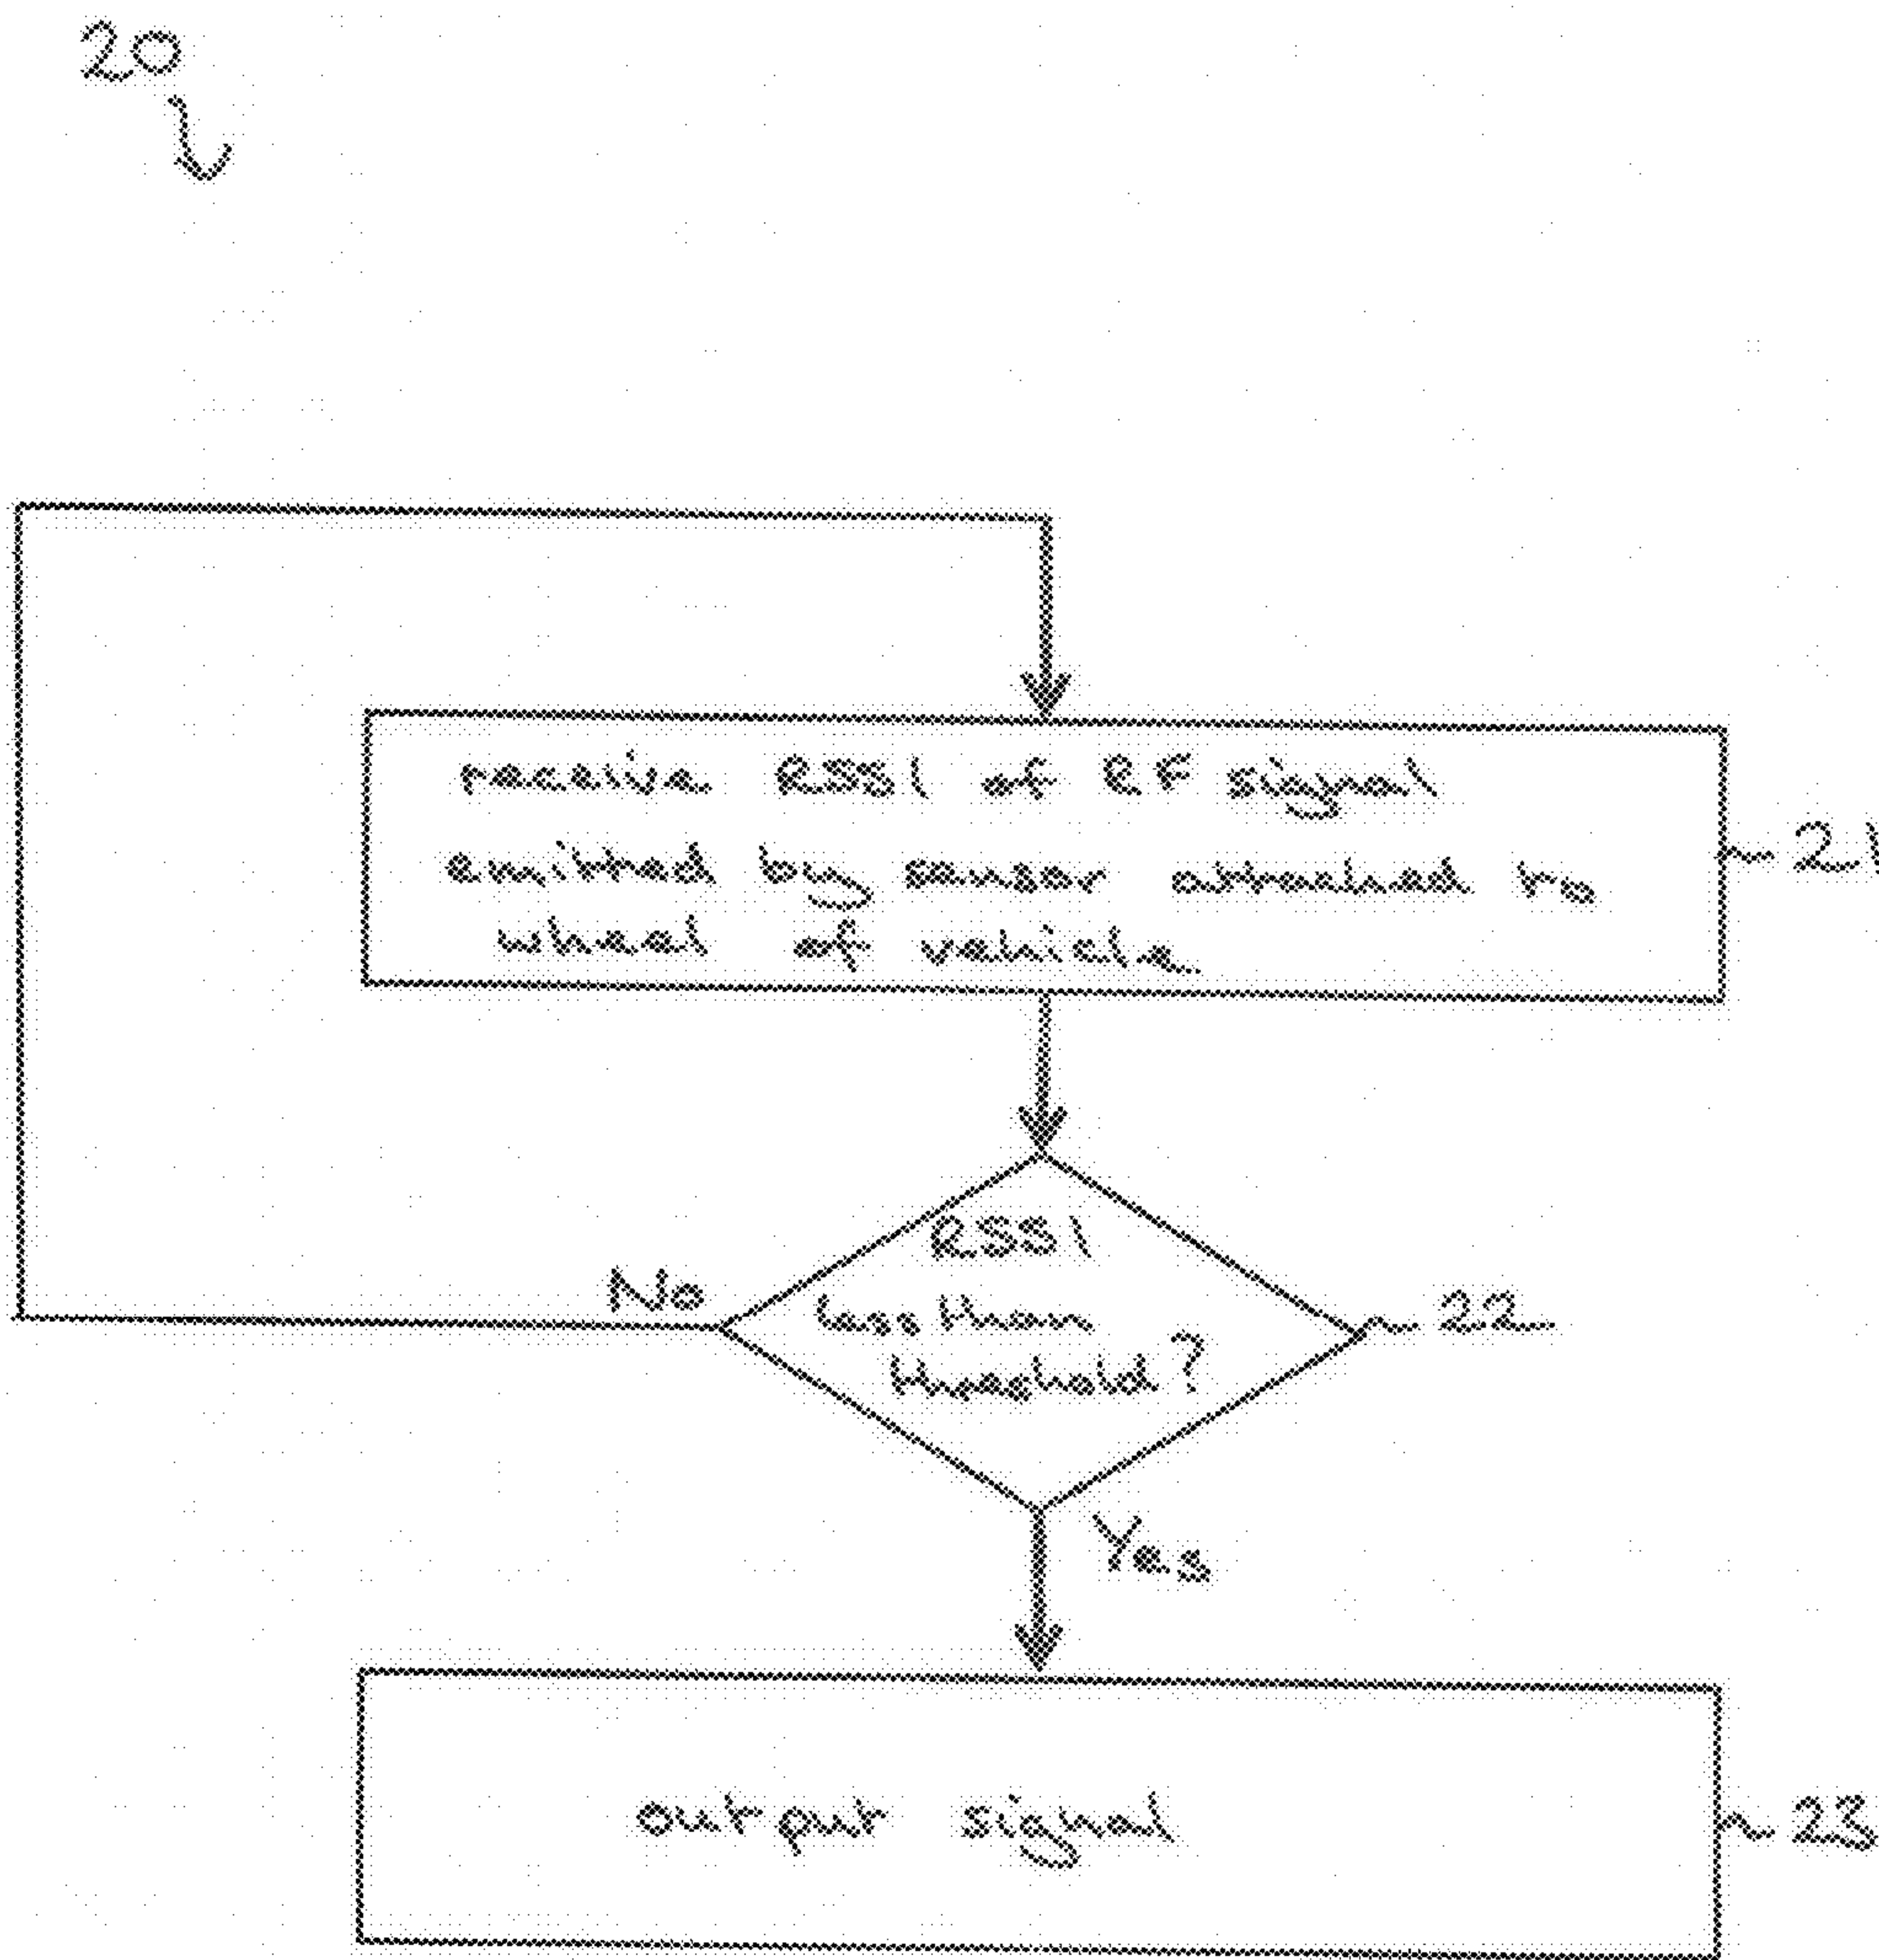 20
receive RSSI of RF signal
emitted by sensor attached to
wheel of vehicle
21
RSSI
less than
threshold?
22
No
Yes
output signal
23